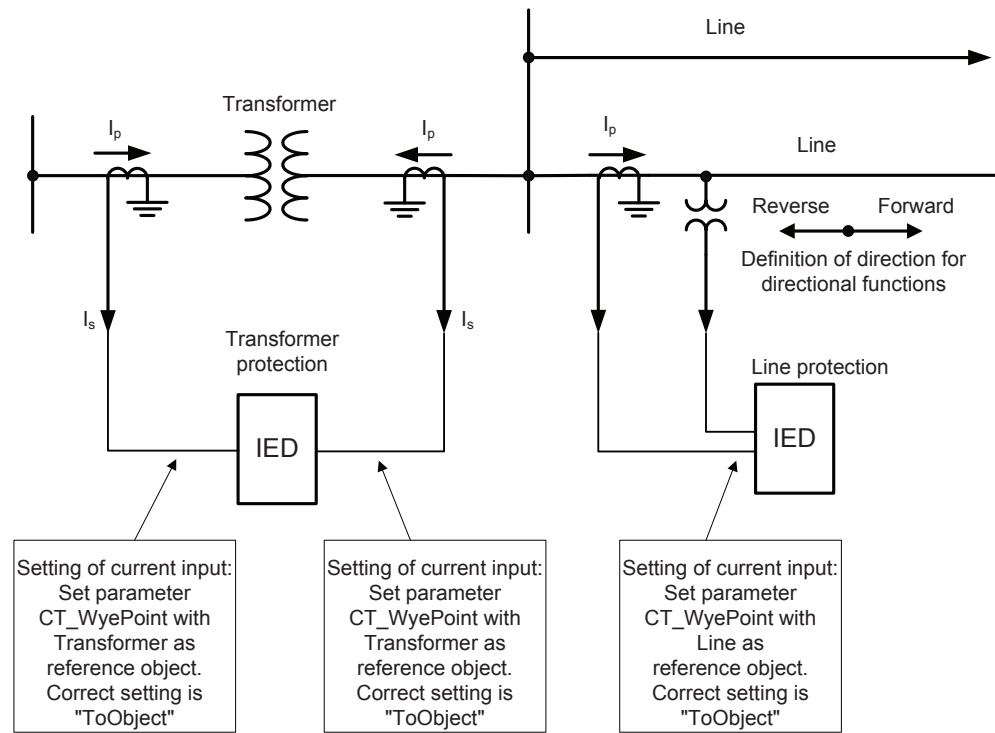 Line
Transformer
Ip
Ip
Ip
Line
Reverse
Forward
Definition of direction for
directional functions
Is
Is
Transformer
protection
Line protection
IED
IED
Setting of current input:
Set parameter
CT_WyePoint with
Transformer as
reference object.
Correct setting is
"ToObject"
Setting of current input:
Set parameter
CT_WyePoint with
Transformer as
reference object.
Correct setting is
"ToObject"
Setting of current input:
Set parameter
CT_WyePoint with
Line as
reference object.
Correct setting is
"ToObject"